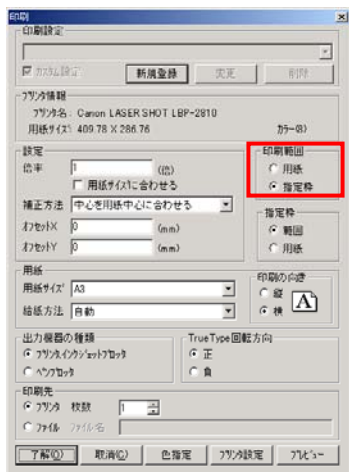 印刷
印刷設定
カスタム設定
新規登録 変更 削除
プリンタ情報
プリンタ名: Canon LASER SHOT LBP-2810
用紙サイズ: 409.78 X 286.76 カラー(8)
設定
倍率 1 (倍)
用紙サイズに合わせる
補正方法 中心を用紙中心に合わせる
オフセットX 0 (mm)
オフセットY 0 (mm)
印刷範囲
用紙
指定枠
指定枠
範囲
用紙
用紙
用紙サイズ A3
給紙方法 自動
印刷の向き
縦
横
A
出力機器の種類
プリンタ,インクジェットプロッタ
ペンプロッタ
TrueType回転方向
正
負
印刷先
プリンタ 枚数 1
ファイル ファイル名
了解(O) 取消(C) 色指定 プリンタ設定 プレビュー